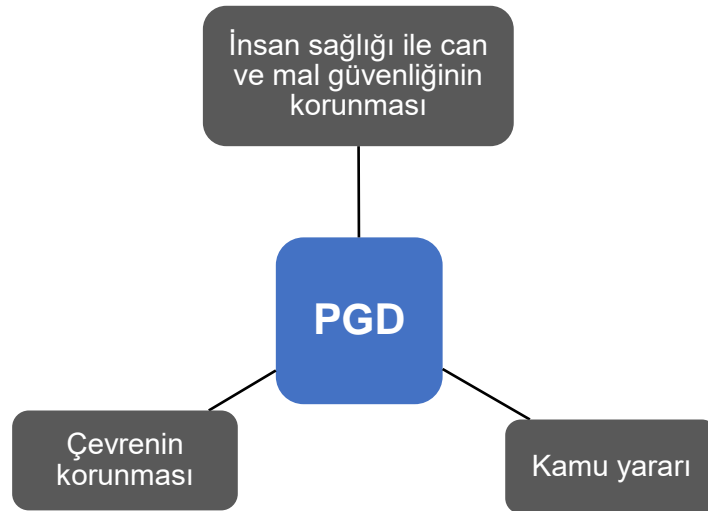 İnsan sağlığı ile can
ve mal güvenliğinin
korunması
PGD
Çevrenin
korunması
Kamu yararı